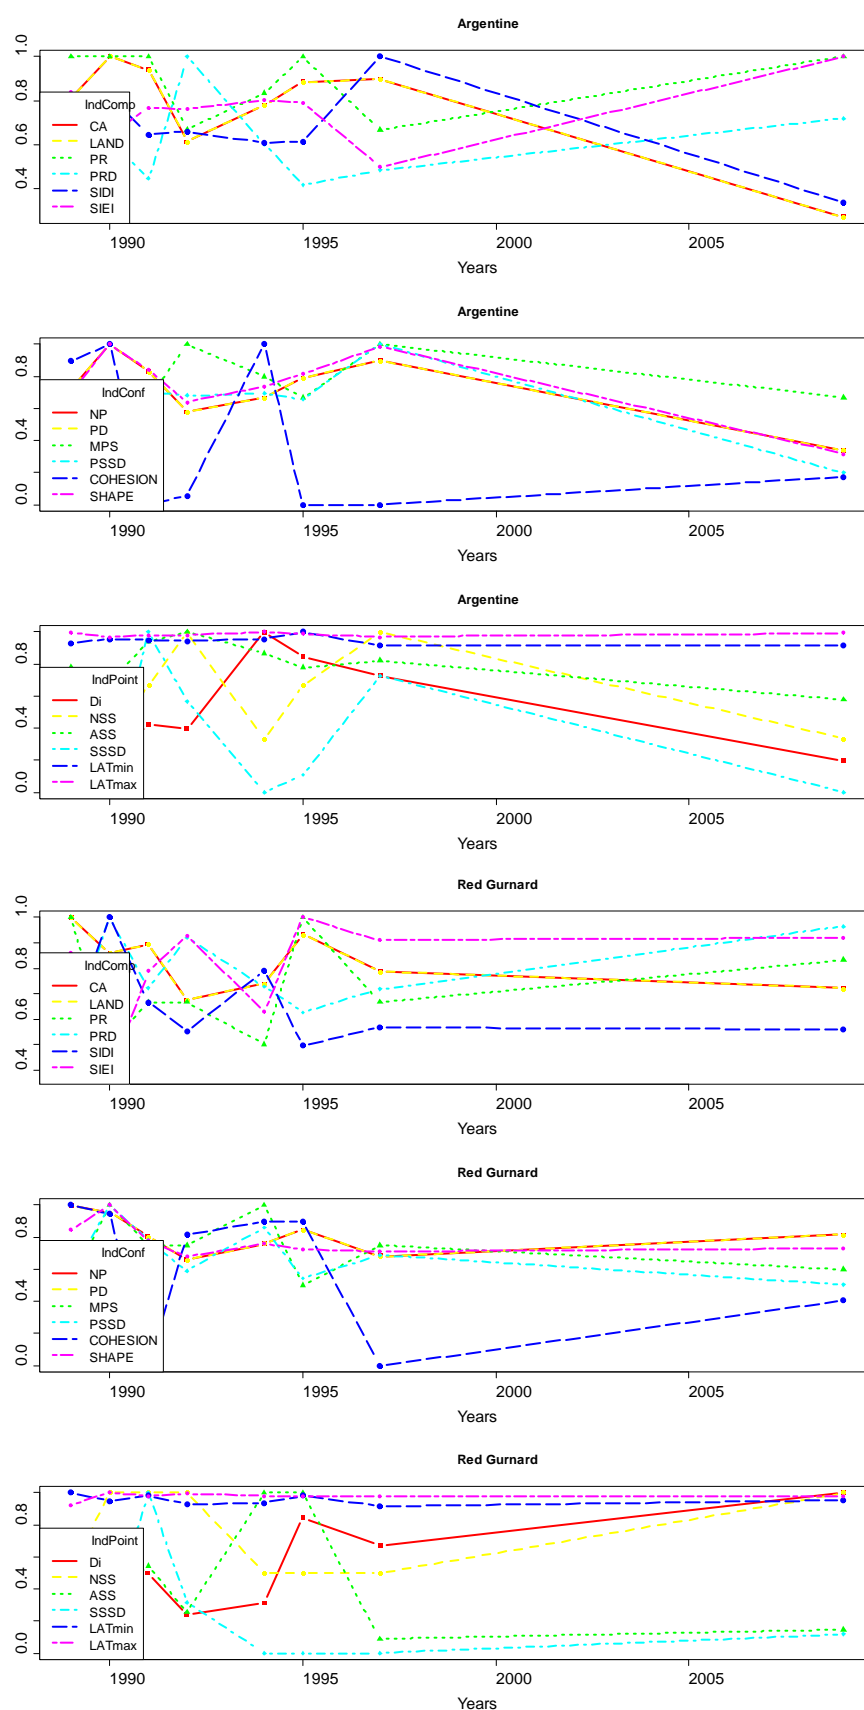 Argentine
1.0
0.8
0.6
0.4
IndComp
CA
LAND
PR
PRD
SIDI
SIEI
1990 1995 2000 2005
Years
Argentine
0.8
0.4
0.0
IndConf
NP
PD
MPS
PSSD
COHESION
SHAPE
1990 1995 2000 2005
Years
Argentine
0.8
0.4
0.0
IndPoint
Di
NSS
ASS
SSSD
LATmin
LATmax
1990 1995 2000 2005
Years
Red Gurnard
1.0
0.8
0.6
0.4
IndComp
CA
LAND
PR
PRD
SIDI
SIEI
1990 1995 2000 2005
Years
Red Gurnard
0.8
0.4
0.0
IndConf
NP
PD
MPS
PSSD
COHESION
SHAPE
1990 1995 2000 2005
Years
Red Gurnard
0.8
0.4
0.0
IndPoint
Di
NSS
ASS
SSSD
LATmin
LATmax
1990 1995 2000 2005
Years